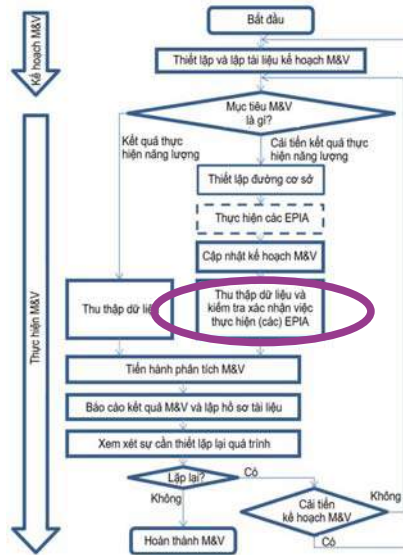 Bất đầu
Kế hoạch M&V
Thiết lập và lập tài liệu kế hoạch M&V
Mục tiêu M&V
là gì?
Kết quả thực
hiện năng lượng
Cải tiến kết quả thực
hiện năng lượng
Thiết lập đường cơ sở
Thực hiện các EPIA
Cập nhật kế hoạch M&V
Thực hiện M&V
Thu thập dữ liệ
Thu thập dữ liệu và
kiểm tra xác nhận việc
thực hiện (các) EPIA
Tiến hành phân tích M&V
Báo cáo kết quả M&V và lập hồ sơ tài liệu
Xem xét sự cần thiết lập lại quá trình
Lặp lại?
Có
Không
Cải tiến
kế hoạch M&V
Không
Có
Hoàn thành M&V